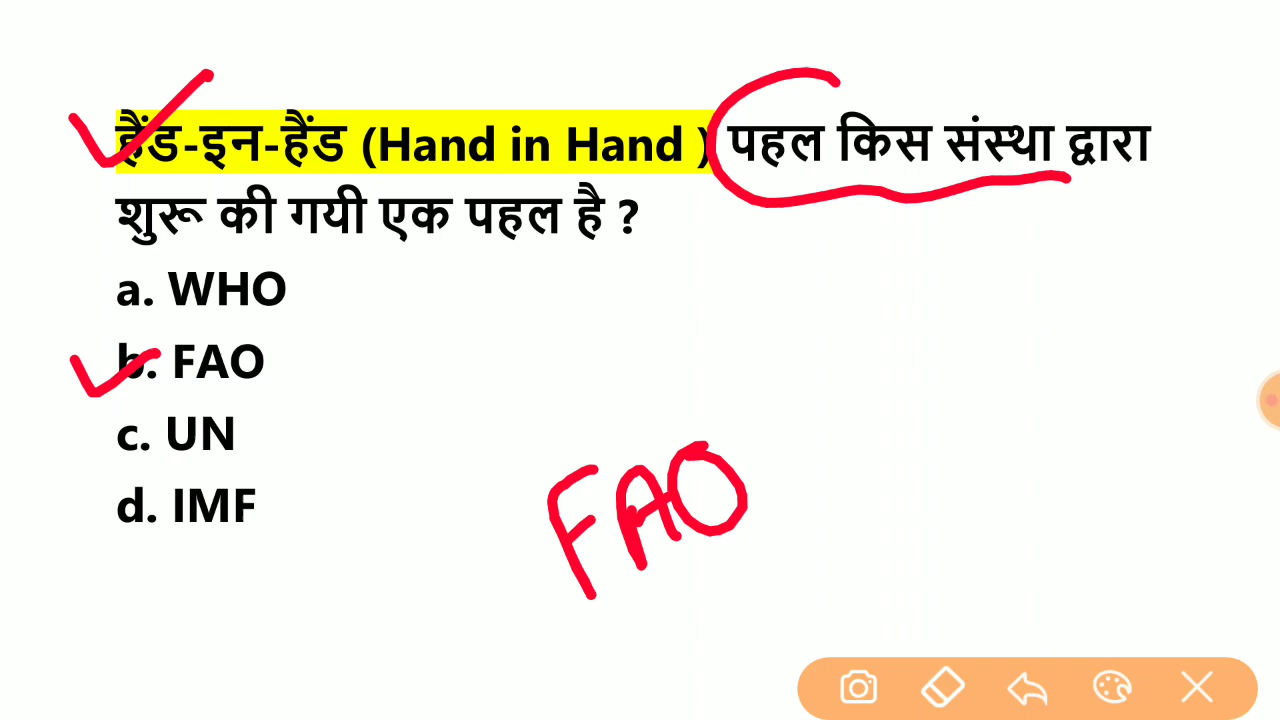 हैंड-इन-हैंड (Hand in Hand ) पहल किस संस्था द्वारा
शुरू की गयी एक पहल है ?
a. WHO
b. FAO
c. UN
d. IMF
FAO